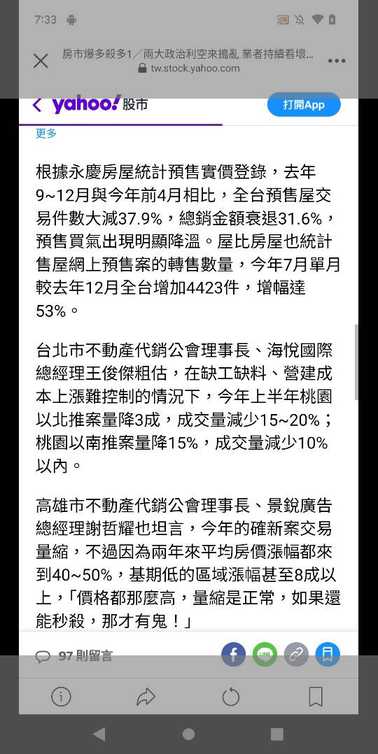 7:33
房市爆多殺多1／兩大政治利空來搗亂 業者持續看壞...
tw.stock.yahoo.com
yahoo! 股市
打開App
更多
根據永慶房屋統計預售實價登錄，去年
9~12月與今年前4月相比，全台預售屋交
易件數大減37.9%，總銷金額衰退31.6%，
預售買氣出現明顯降溫。屋比房屋也統計
售屋網上預售案的轉售數量，今年7月單月
較去年12月全台增加4423件，增幅達
53%。
台北市不動產代銷公會理事長、海悅國際
總經理王俊傑粗估，在缺工缺料、營建成
本上漲難控制的情況下，今年上半年桃園
以北推案量降3成，成交量減少15~20%；
桃園以南推案量降15%，成交量減少10%
以內。
高雄市不動產代銷公會理事長、景銳廣告
總經理謝哲耀也坦言，今年的確新案交易
量縮，不過因為兩年來平均房價漲幅都來
到40~50%，基期低的區域漲幅甚至8成以
上，「價格都那麼高，量縮是正常，如果還
能秒殺，那才有鬼！」
97 則留言